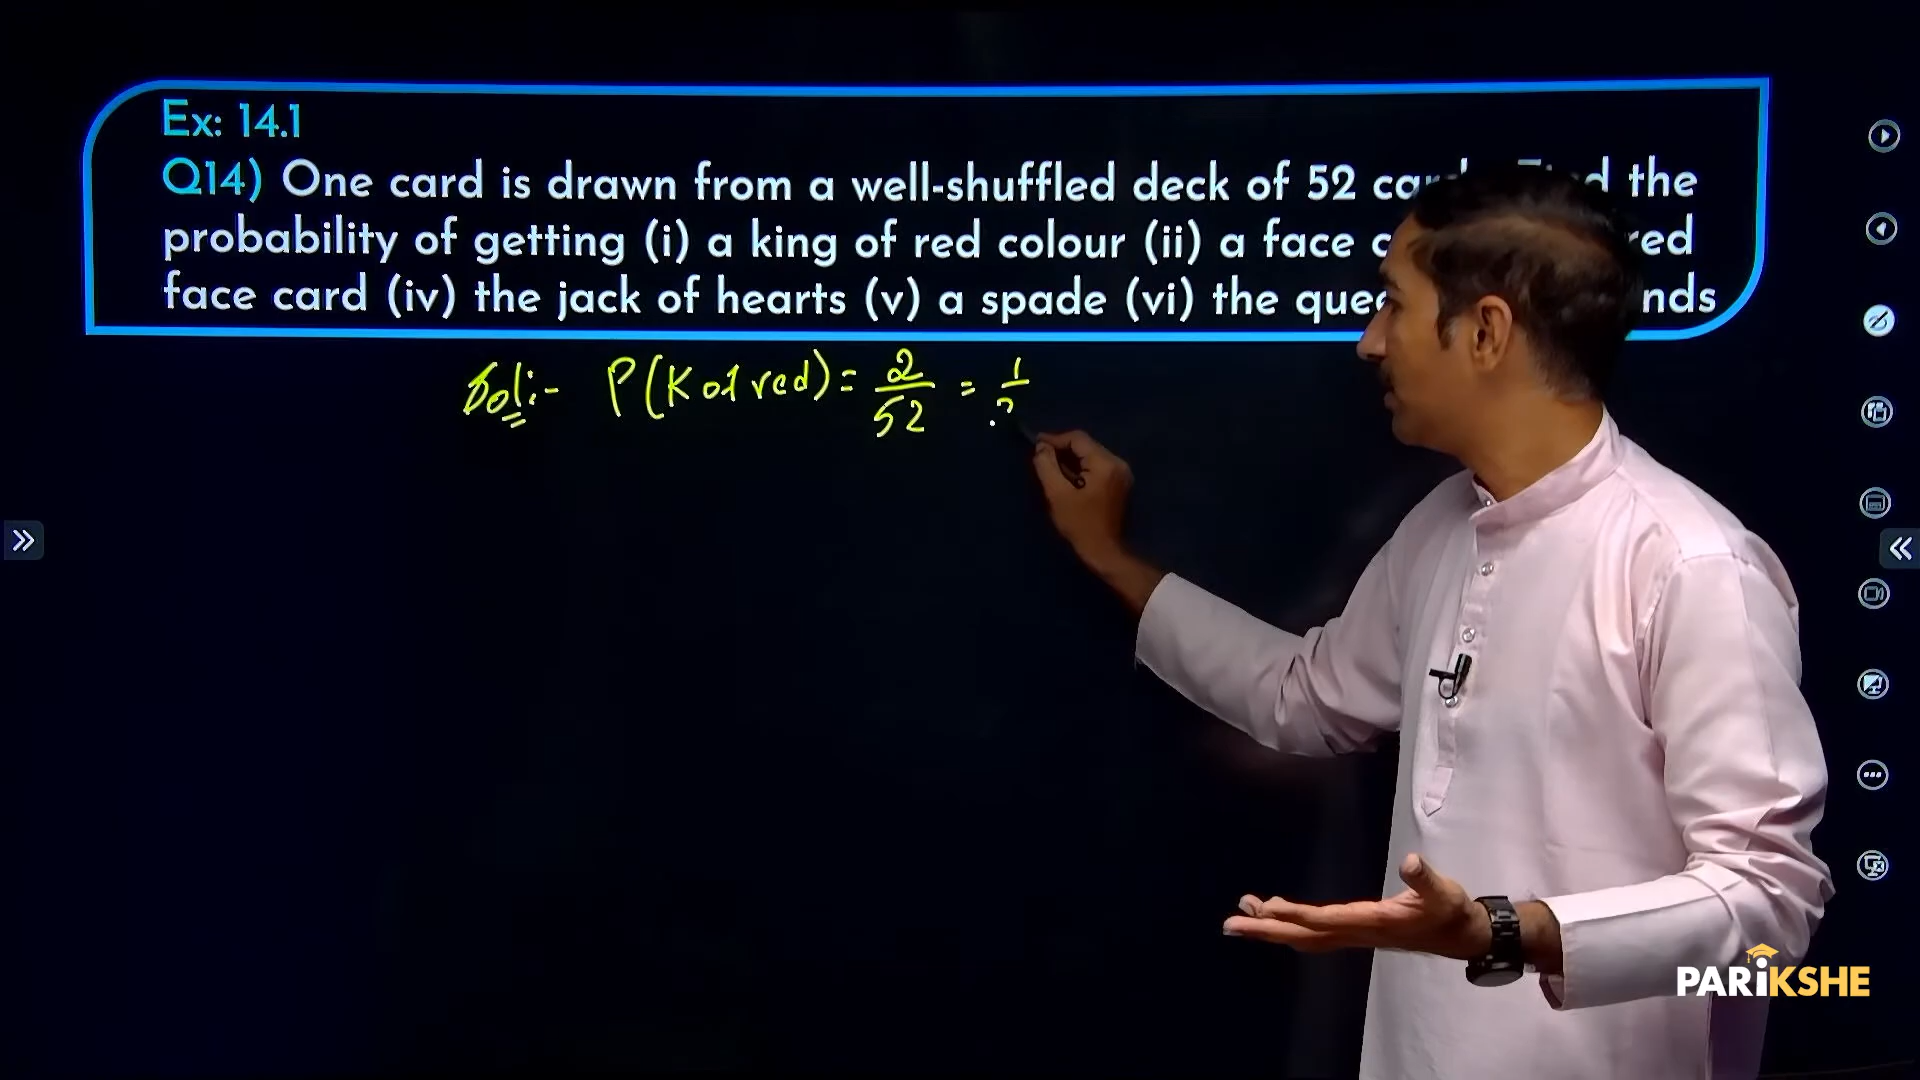 Ex: 14.1
Q14) One card is drawn from a well-shuffled deck of 52 the
probability of getting (i) a king of red colour (ii) a face red
face card (iv) the jack of hearts (v) a spade (vi) the
Sol:- P(K of red) = 2/52 = 1/2
PARIKSHE